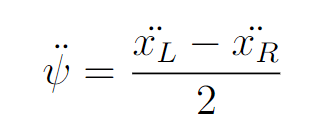 ψ̈ = (ẍ_L − ẍ_R) / 2